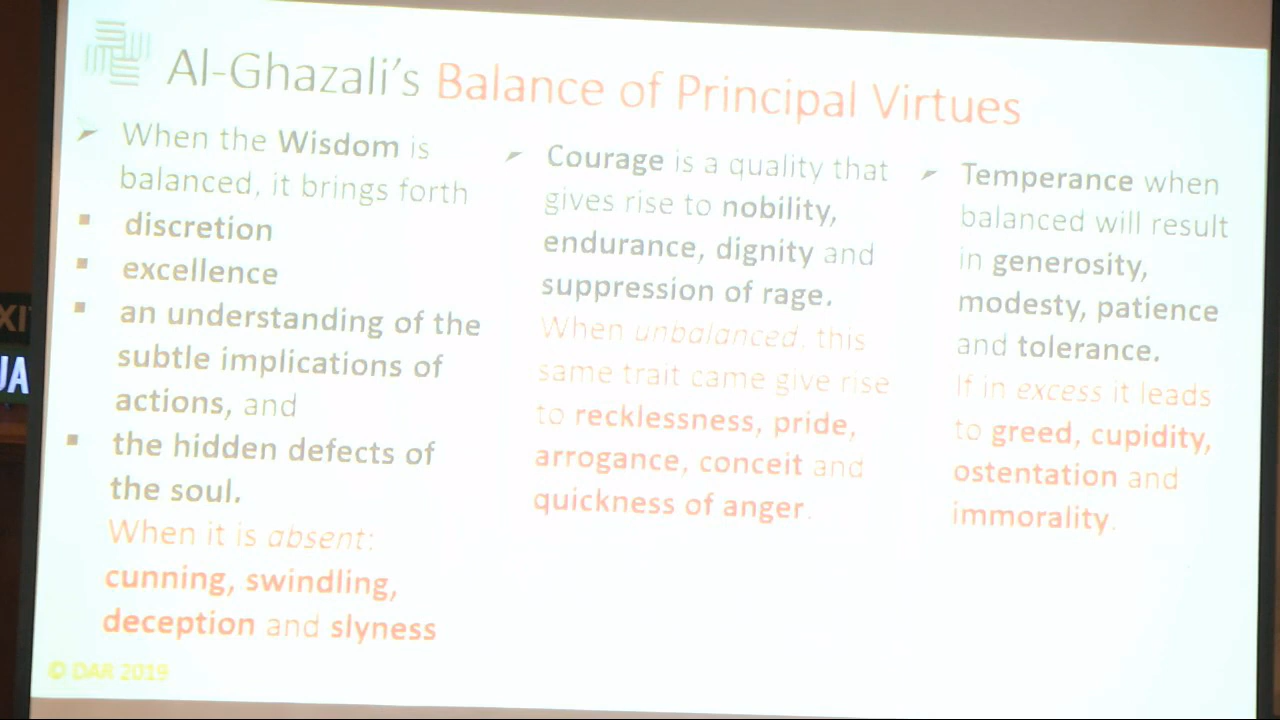 Al-Ghazali's Balance of Principal Virtues
➤ When the Wisdom is
balanced, it brings forth
▪ discretion
▪ excellence
▪ an understanding of the
subtle implications of
actions, and
▪ the hidden defects of
the soul.
When it is absent:
cunning, swindling,
deception and slyness
➤ Courage is a quality that
gives rise to nobility,
endurance, dignity and
suppression of rage.
When unbalanced, this
same trait came give rise
to recklessness, pride,
arrogance, conceit and
quickness of anger.
➤ Temperance when
balanced will result
in generosity,
modesty, patience
and tolerance.
If in excess it leads
to greed, cupidity,
ostentation and
immorality.
© DAR 2019
XI
JA